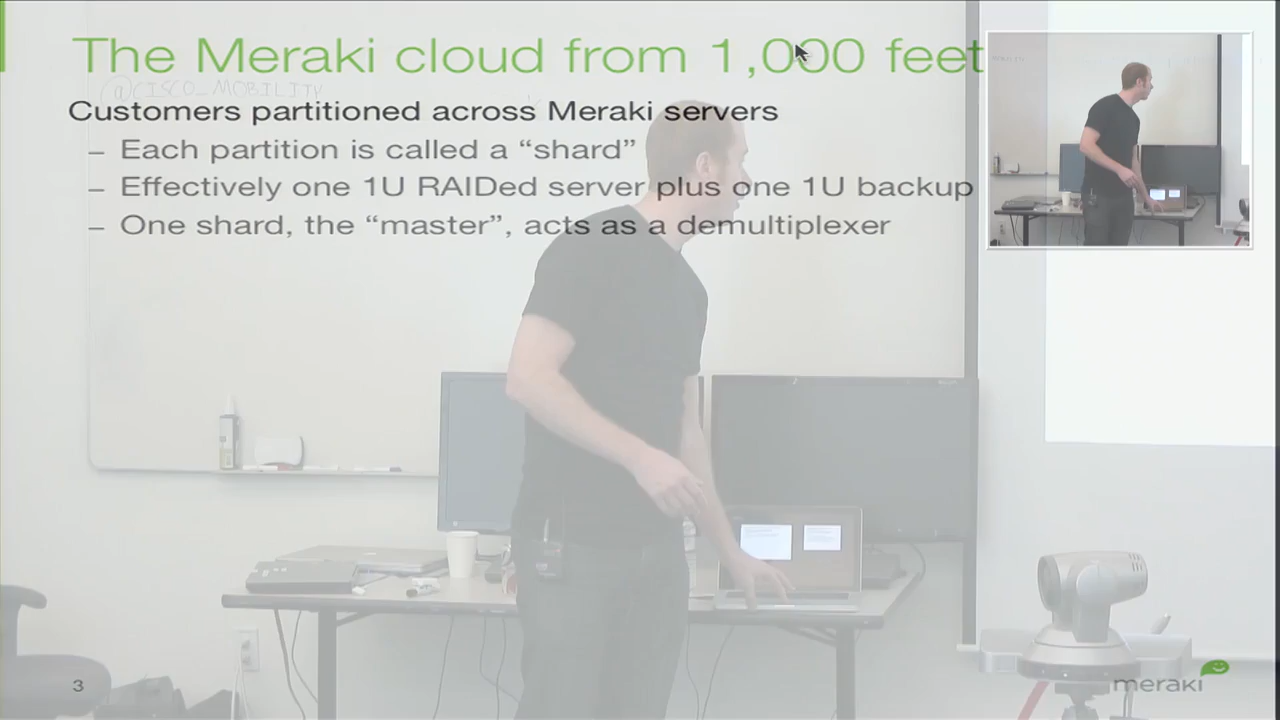 The Meraki cloud from 1,000 feet
@CISCO_MOBILITY
Customers partitioned across Meraki servers
– Each partition is called a “shard”
– Effectively one 1U RAIDed server plus one 1U backup
– One shard, the “master”, acts as a demultiplexer
3
meraki